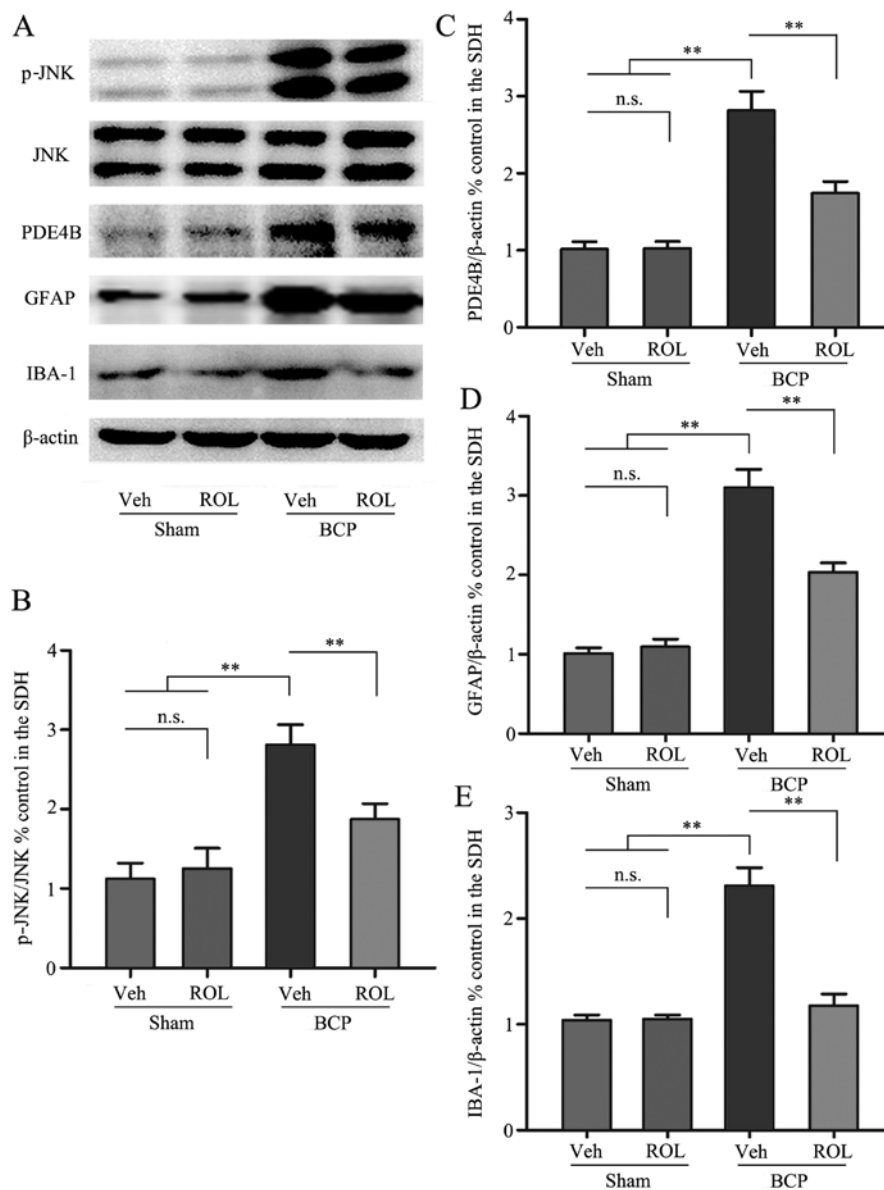 A
p-JNK
JNK
PDE4B
GFAP
IBA-1
β-actin
Veh ROL Veh ROL
Sham BCP
B
p-JNK/JNK % control in the SDH
4
3
2
1
0
**
**
n.s.
Veh ROL Veh ROL
Sham BCP
C
PDE4B/β-actin % control in the SDH
4
3
2
1
0
**
**
n.s.
Veh ROL Veh ROL
Sham BCP
D
GFAP/β-actin % control in the SDH
4
3
2
1
0
**
**
n.s.
Veh ROL Veh ROL
Sham BCP
E
IBA-1/β-actin % control in the SDH
3
2
1
0
**
**
n.s.
Veh ROL Veh ROL
Sham BCP